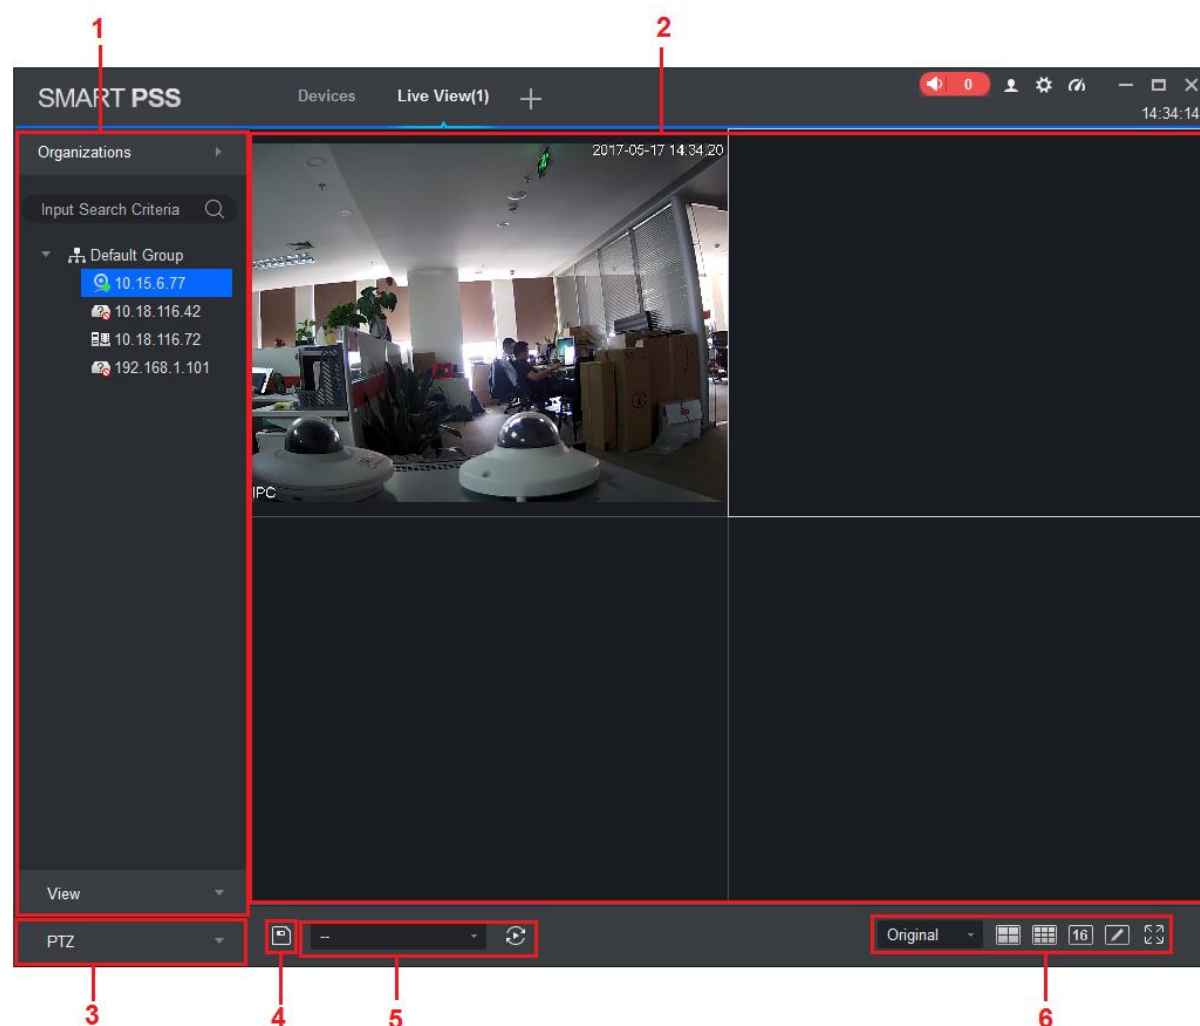 1
2
SMART PSS
Devices
Live View(1)
0
14:34:14
Organizations
Input Search Criteria
Default Group
10.15.6.77
10.18.116.42
10.18.116.72
192.168.1.101
2017-05-17 14:34:20
IPC
View
PTZ
--
Original
16
3
4
5
6